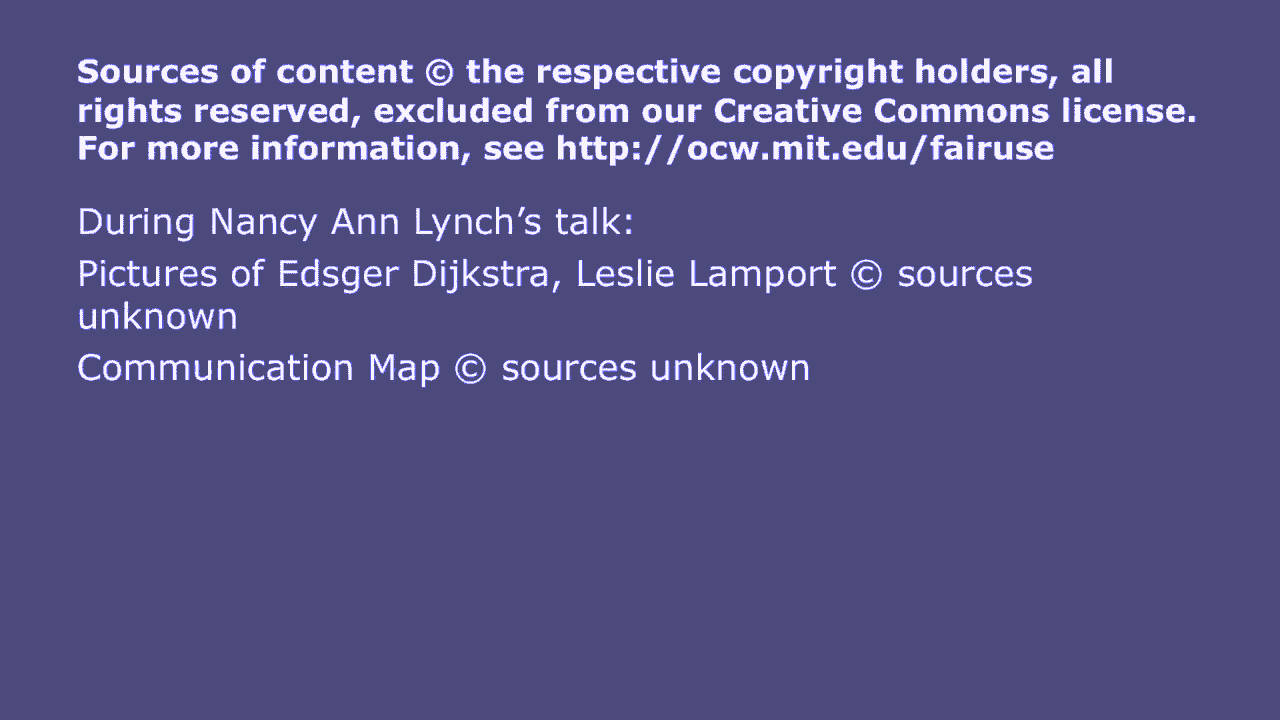 Sources of content © the respective copyright holders, all
rights reserved, excluded from our Creative Commons license.
For more information, see http://ocw.mit.edu/fairuse
During Nancy Ann Lynch’s talk:
Pictures of Edsger Dijkstra, Leslie Lamport © sources
unknown
Communication Map © sources unknown